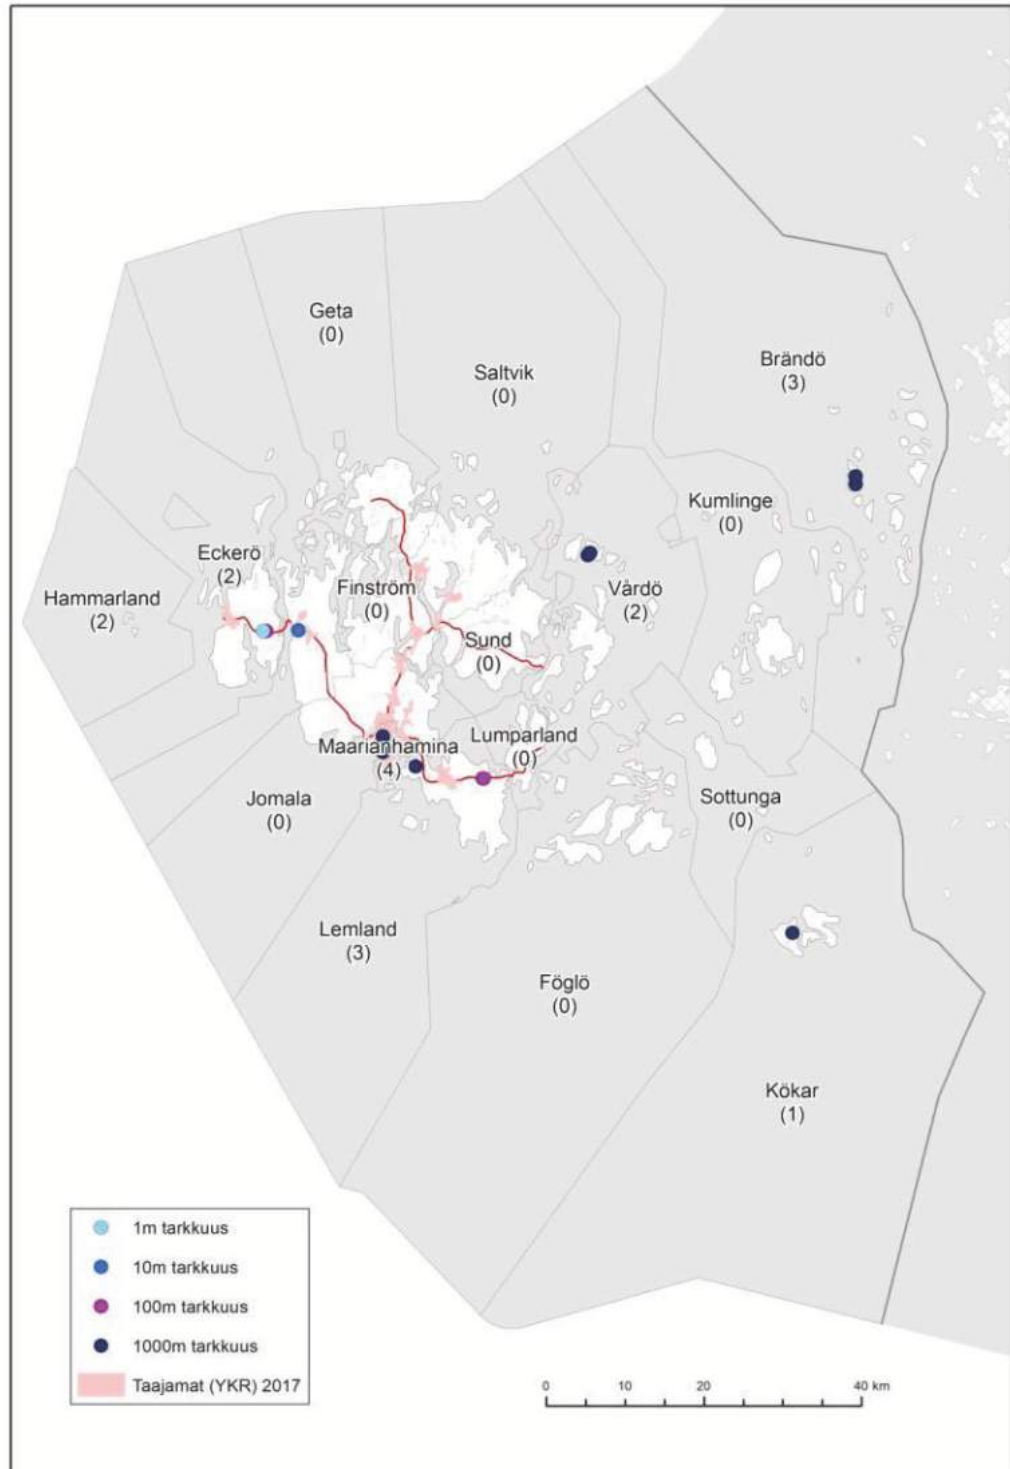 Geta
(0)
Saltvik
(0)
Brändö
(3)
Kumlinge
(0)
Eckerö
(2)
Hammarland
(2)
Finström
(0)
Vårdö
(2)
Sund
(0)
Maarianhamina
(4)
Lumparland
(0)
Jomala
(0)
Sottunga
(0)
Lemland
(3)
Föglö
(0)
Kökar
(1)
1m tarkkuus
10m tarkkuus
100m tarkkuus
1000m tarkkuus
Taajamat (YKR) 2017
0 10 20 40 km